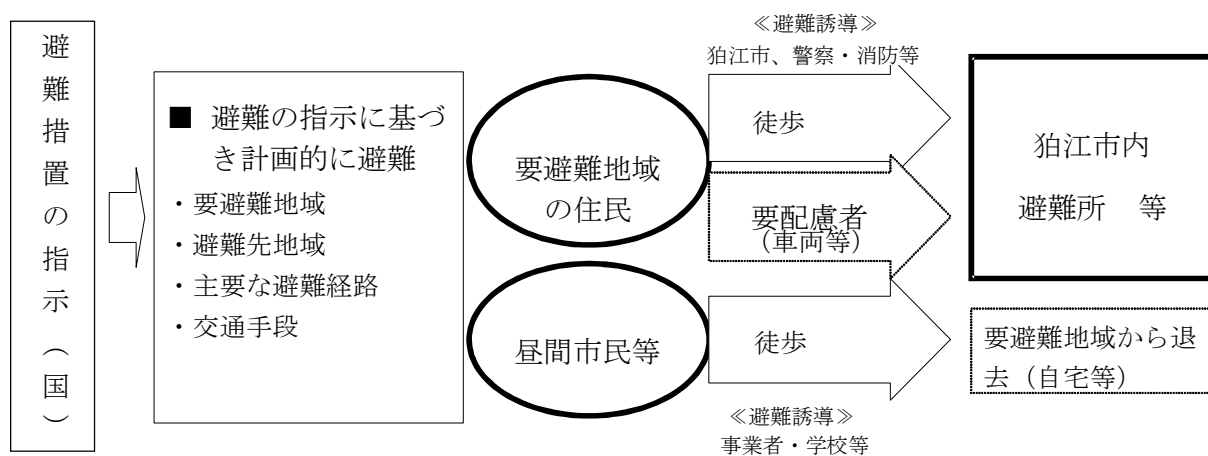 避難措置の指示（国）
■ 避難の指示に基づ
き計画的に避難
・要避難地域
・避難先地域
・主要な避難経路
・交通手段
要避難地域
の住民
昼間市民等
≪避難誘導≫
狛江市、警察・消防等
徒歩
要配慮者
（車両等）
徒歩
≪避難誘導≫
事業者・学校等
狛江市内
避難所　等
要避難地域から退
去（自宅等）